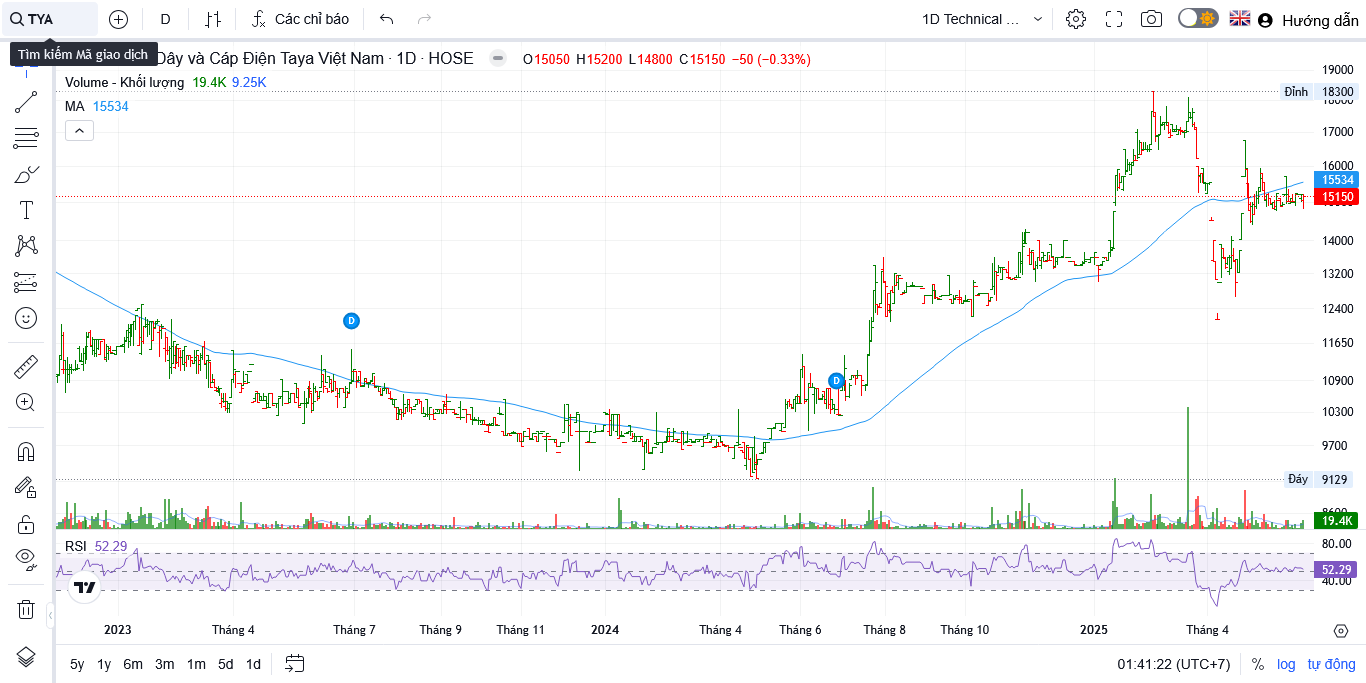 TYA
D
Các chỉ báo
1D Technical ...
Hướng dẫn
Tìm kiếm Mã giao dịch
Dây và Cáp Điện Taya Việt Nam · 1D · HOSE
O15050 H15200 L14800 C15150 −50 (−0.33%)
Volume - Khối lượng 19.4K 9.25K
MA 15534
19000
Đỉnh 18300
18000
17000
16000
15534
15150
14000
13200
12400
11650
10900
10300
9700
Đáy 9129
8600
19.4K
D
D
RSI 52.29
80.00
52.29
40.00
2023 Tháng 4 Tháng 7 Tháng 9 Tháng 11 2024 Tháng 4 Tháng 6 Tháng 8 Tháng 10 2025 Tháng 4
5y 1y 6m 3m 1m 5d 1d
01:41:22 (UTC+7) % log tự động